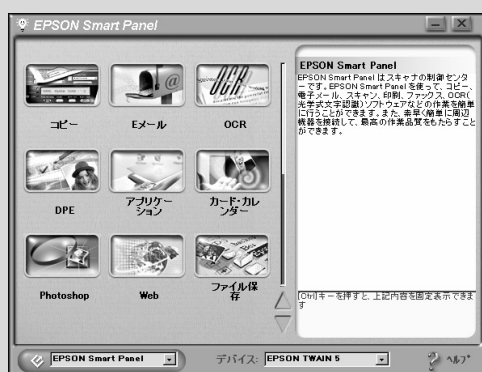 EPSON Smart Panel
コピー
Eメール
OCR
DPE
アプリケー
ション
カード・カレ
ンダー
Photoshop
Web
ファイル保
存
EPSON Smart Panel
EPSON Smart Panel はスキャナの制御センタ
ーです。EPSON Smart Panel を使って、コピー、
電子メール、スキャン、印刷、ファックス、OCR(
光学式文字認識)ソフトウェアなどの作業を簡単
に行うことができます。また、素早く簡単に周辺
機器を接続して、最高の作業品質をもたらすこと
ができます。
[Ctrl]キーを押すと、上記内容を固定表示できま
す
EPSON Smart Panel
デバイス: EPSON TWAIN 5
ヘルプ